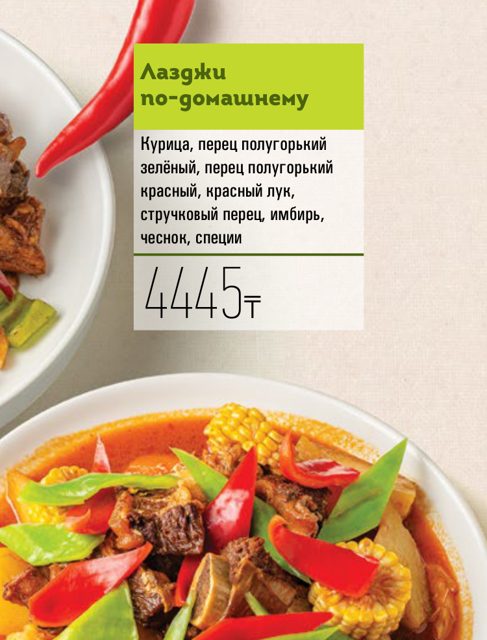 Лазджи
по-домашнему
Курица, перец полугорький
зелёный, перец полугорький
красный, красный лук,
стручковый перец, имбирь,
чеснок, специи
4445₸